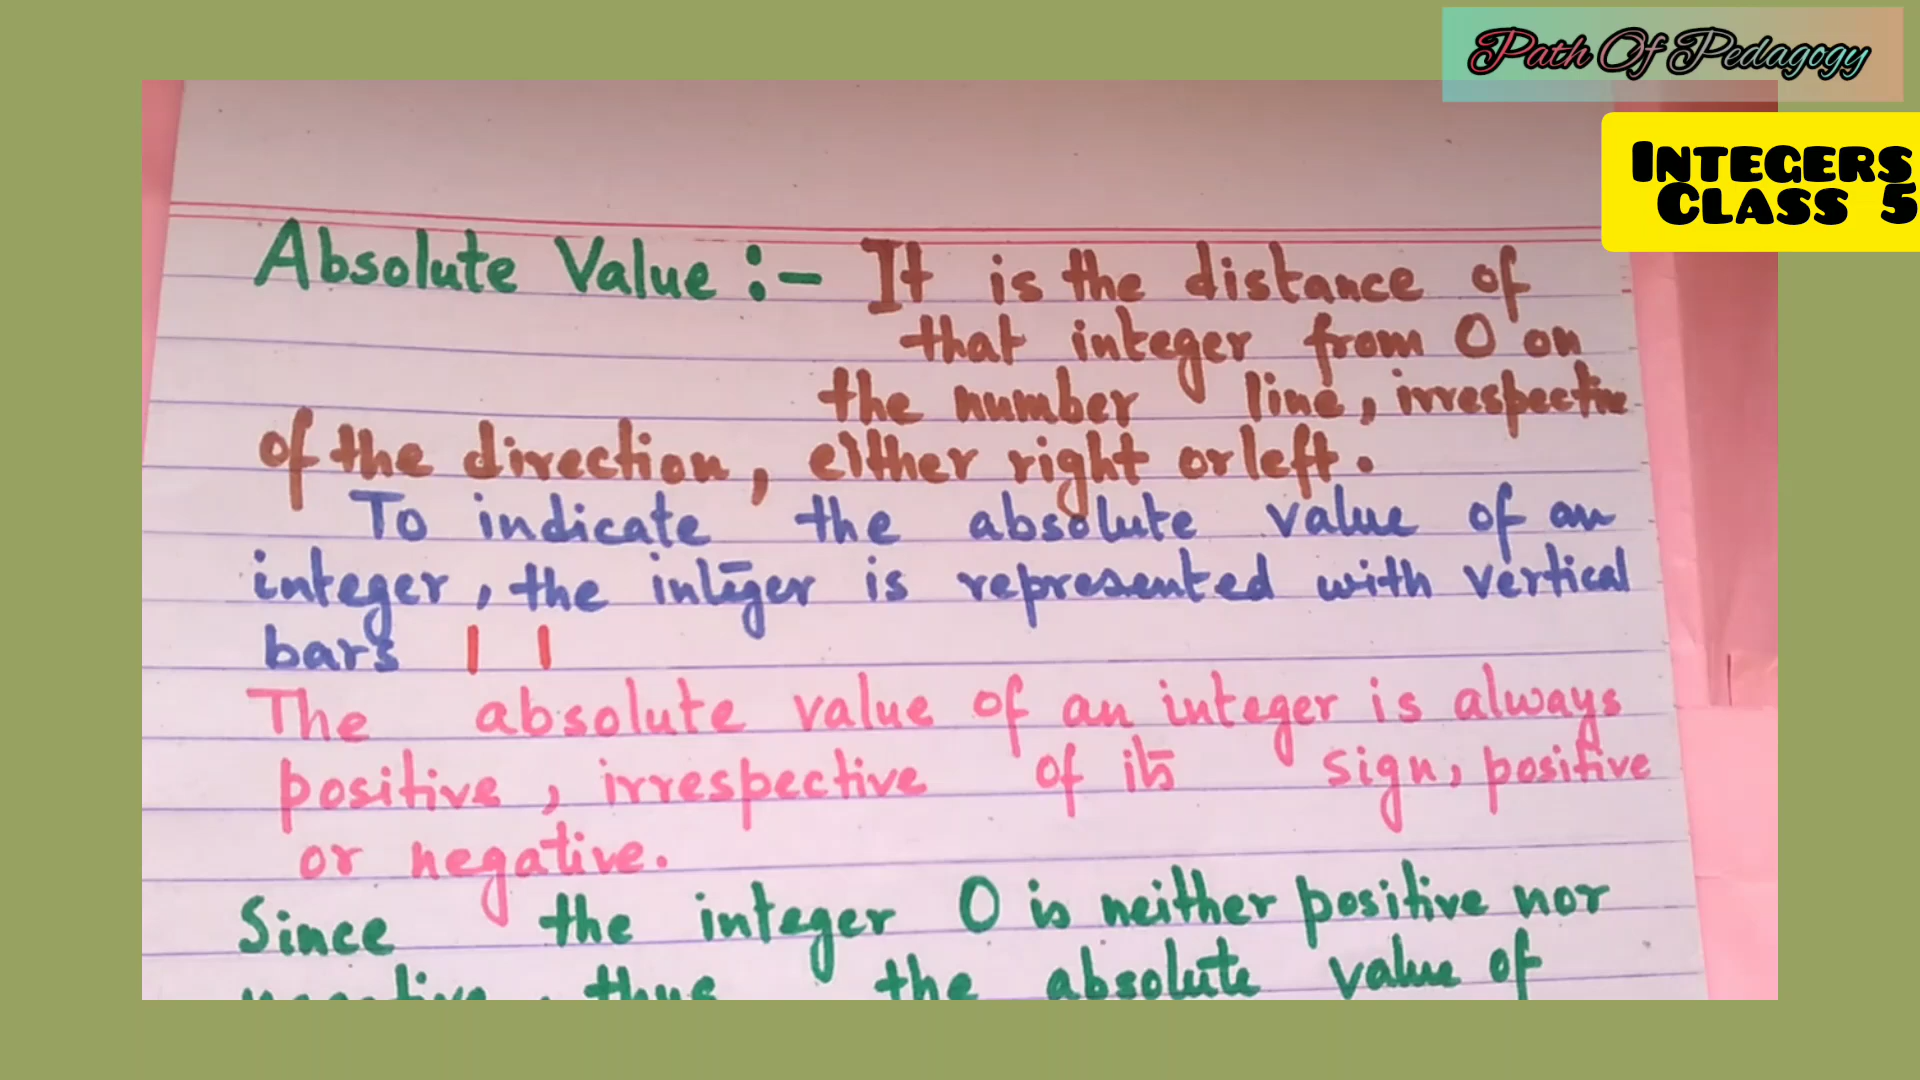 Path Of Pedagogy
INTEGERS
CLASS 5
Absolute Value :- It is the distance of
that integer from 0 on
the number line, irrespective
of the direction, either right or left.
To indicate the absolute value of an
integer, the integer is represented with vertical
bars | |
The absolute value of an integer is always
positive, irrespective of its sign, positive
or negative.
Since the integer 0 is neither positive nor
negative, thus the absolute value of